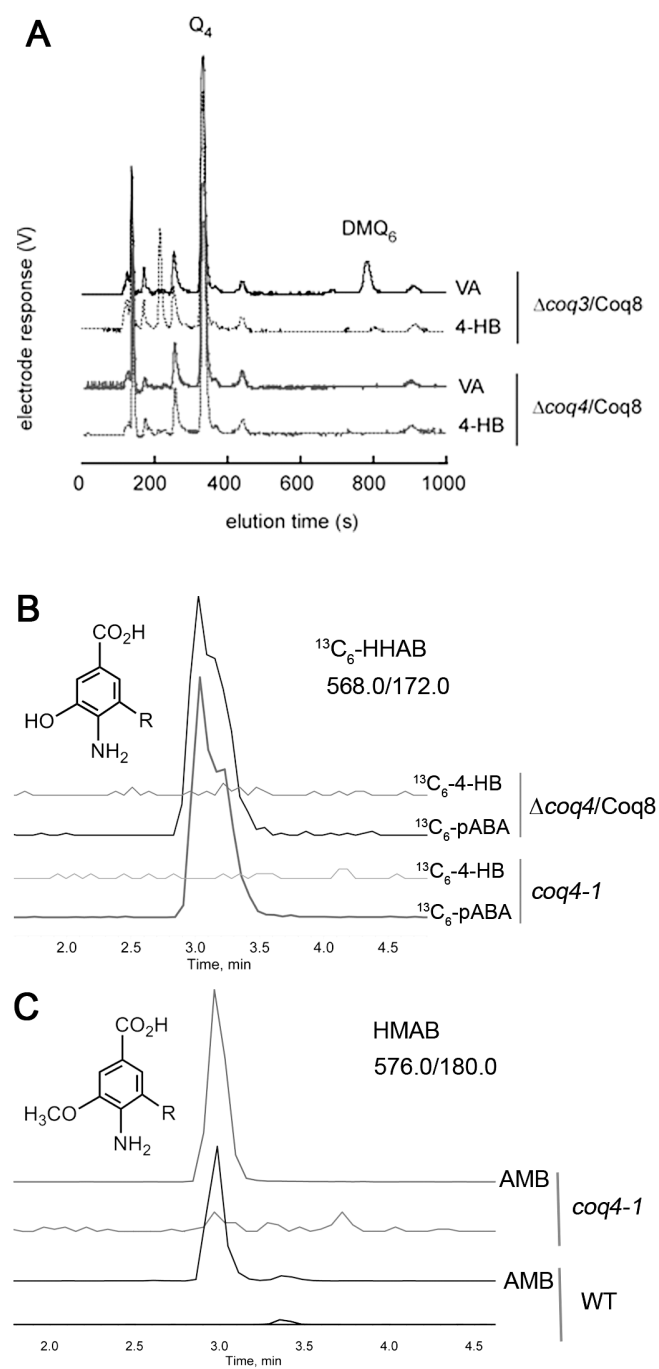 A
Q4
DMQ6
electrode response (V)
VA
4-HB
Δcoq3/Coq8
VA
4-HB
Δcoq4/Coq8
0 200 400 600 800 1000
elution time (s)
B
CO2H
HO
R
NH2
13C6-HHAB
568.0/172.0
13C6-4-HB
13C6-pABA
Δcoq4/Coq8
13C6-4-HB
13C6-pABA
coq4-1
2.0 2.5 3.0 3.5 4.0 4.5
Time, min
C
CO2H
H3CO
R
NH2
HMAB
576.0/180.0
AMB
coq4-1
AMB
WT
2.0 2.5 3.0 3.5 4.0 4.5
Time, min